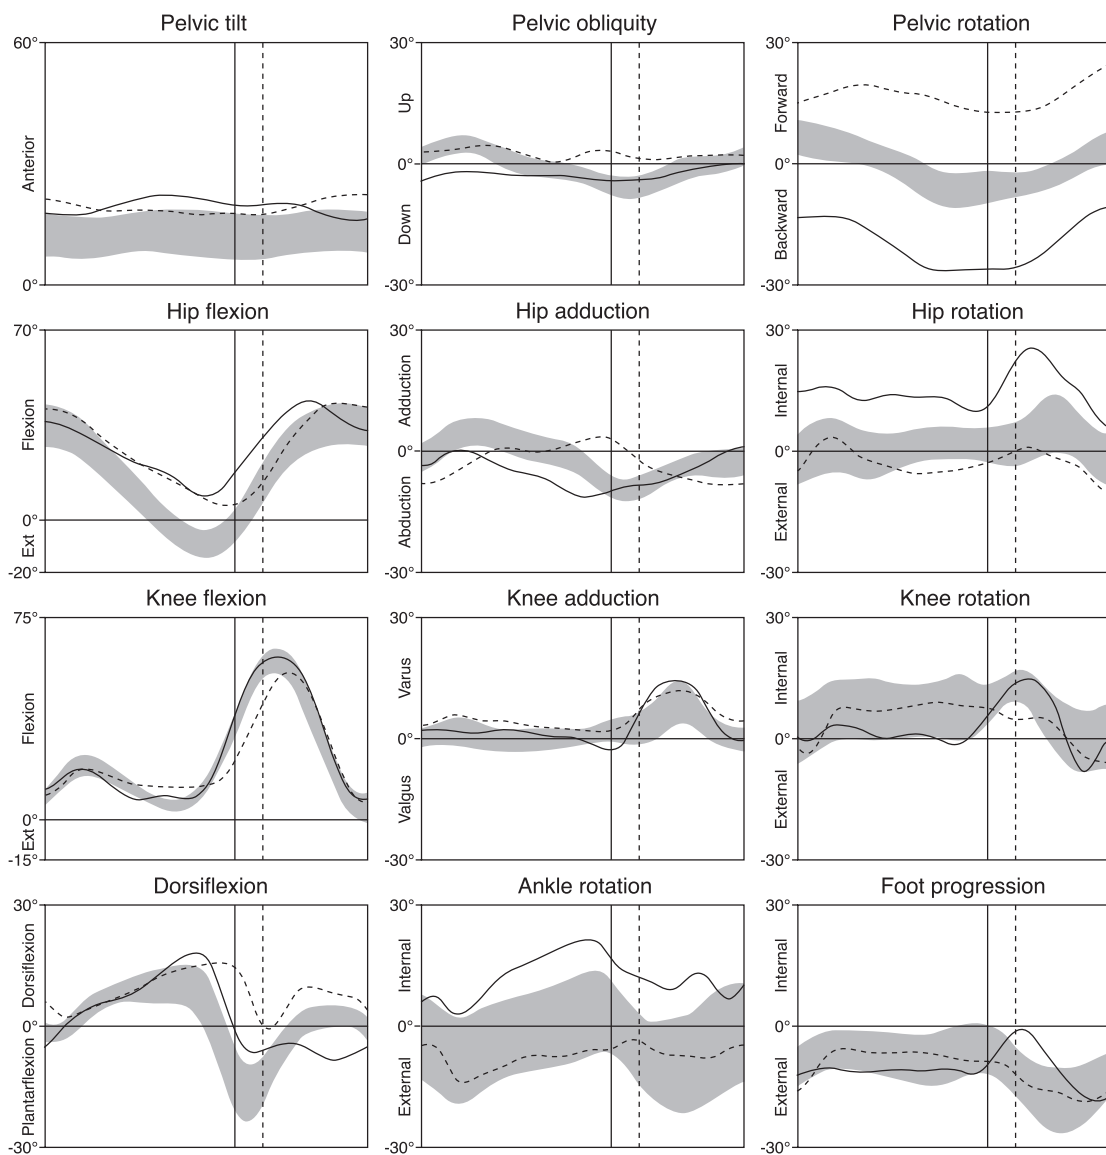 Pelvic tilt
Pelvic obliquity
Pelvic rotation
60°
Anterior
0°
30°
Up
0°
Down
-30°
30°
Forward
0°
Backward
-30°
Hip flexion
Hip adduction
Hip rotation
70°
Flexion
0°
Ext
-20°
30°
Adduction
0°
Abduction
-30°
30°
Internal
0°
External
-30°
Knee flexion
Knee adduction
Knee rotation
75°
Flexion
0°
Ext
-15°
30°
Varus
0°
Valgus
-30°
30°
Internal
0°
External
-30°
Dorsiflexion
Ankle rotation
Foot progression
30°
Dorsiflexion
0°
Plantarflexion
-30°
30°
Internal
0°
External
-30°
30°
0°
External
-30°